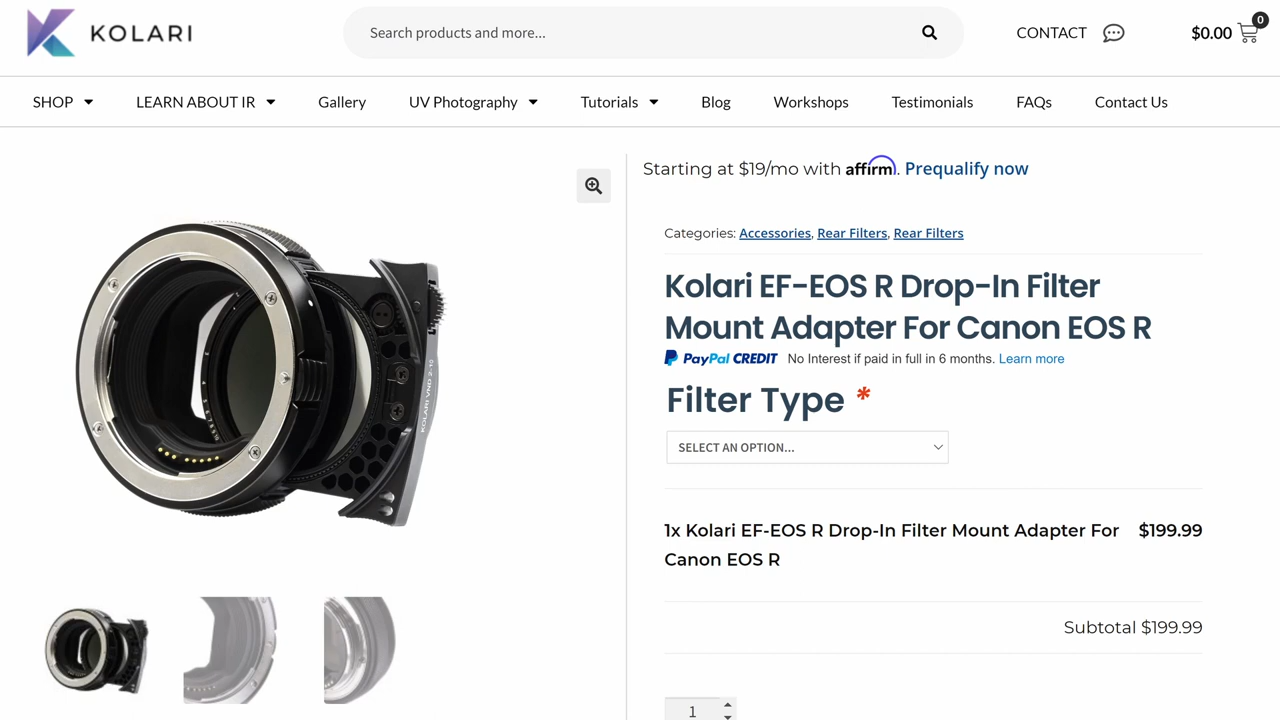 KOLARI
Search products and more...
CONTACT
$0.00
0
SHOP
LEARN ABOUT IR
Gallery
UV Photography
Tutorials
Blog
Workshops
Testimonials
FAQs
Contact Us
Starting at $19/mo with affirm. Prequalify now
Categories: Accessories, Rear Filters, Rear Filters
Kolari EF-EOS R Drop-In Filter
Mount Adapter For Canon EOS R
PayPal CREDIT No Interest if paid in full in 6 months. Learn more
Filter Type *
SELECT AN OPTION...
KOLARI VND 2-10
1x Kolari EF-EOS R Drop-In Filter Mount Adapter For $199.99
Canon EOS R
Subtotal $199.99
1